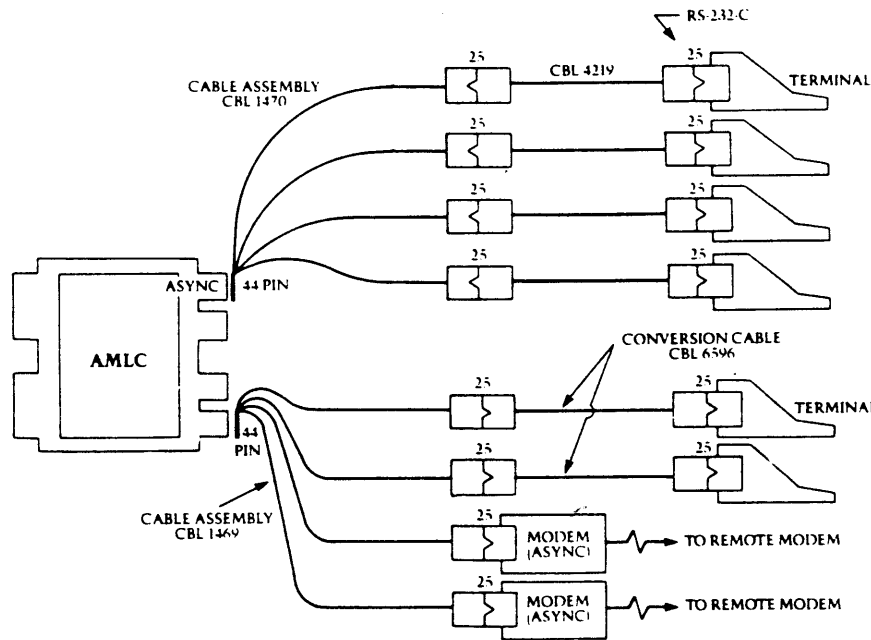 RS-232-C
25
CBL 4219
25
TERMINAL
CABLE ASSEMBLY
CBL 1470
25
25
25
25
25
25
ASYNC
44 PIN
AMLC
CONVERSION CABLE
CBL 6596
25
25
TERMINAL
44
PIN
25
25
CABLE ASSEMBLY
CBL 1469
25
MODEM
(ASYNC)
TO REMOTE MODEM
25
MODEM
(ASYNC)
TO REMOTE MODEM